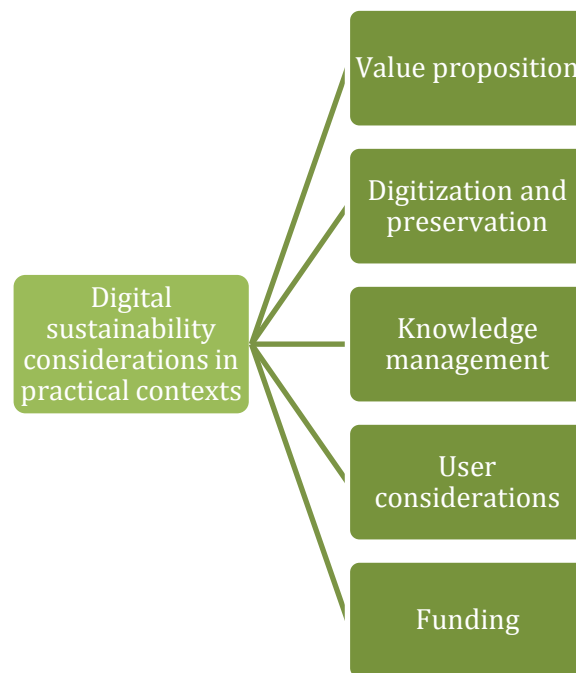 Value proposition
Digitization and
preservation
Digital
sustainability
considerations in
practical contexts
Knowledge
management
User
considerations
Funding